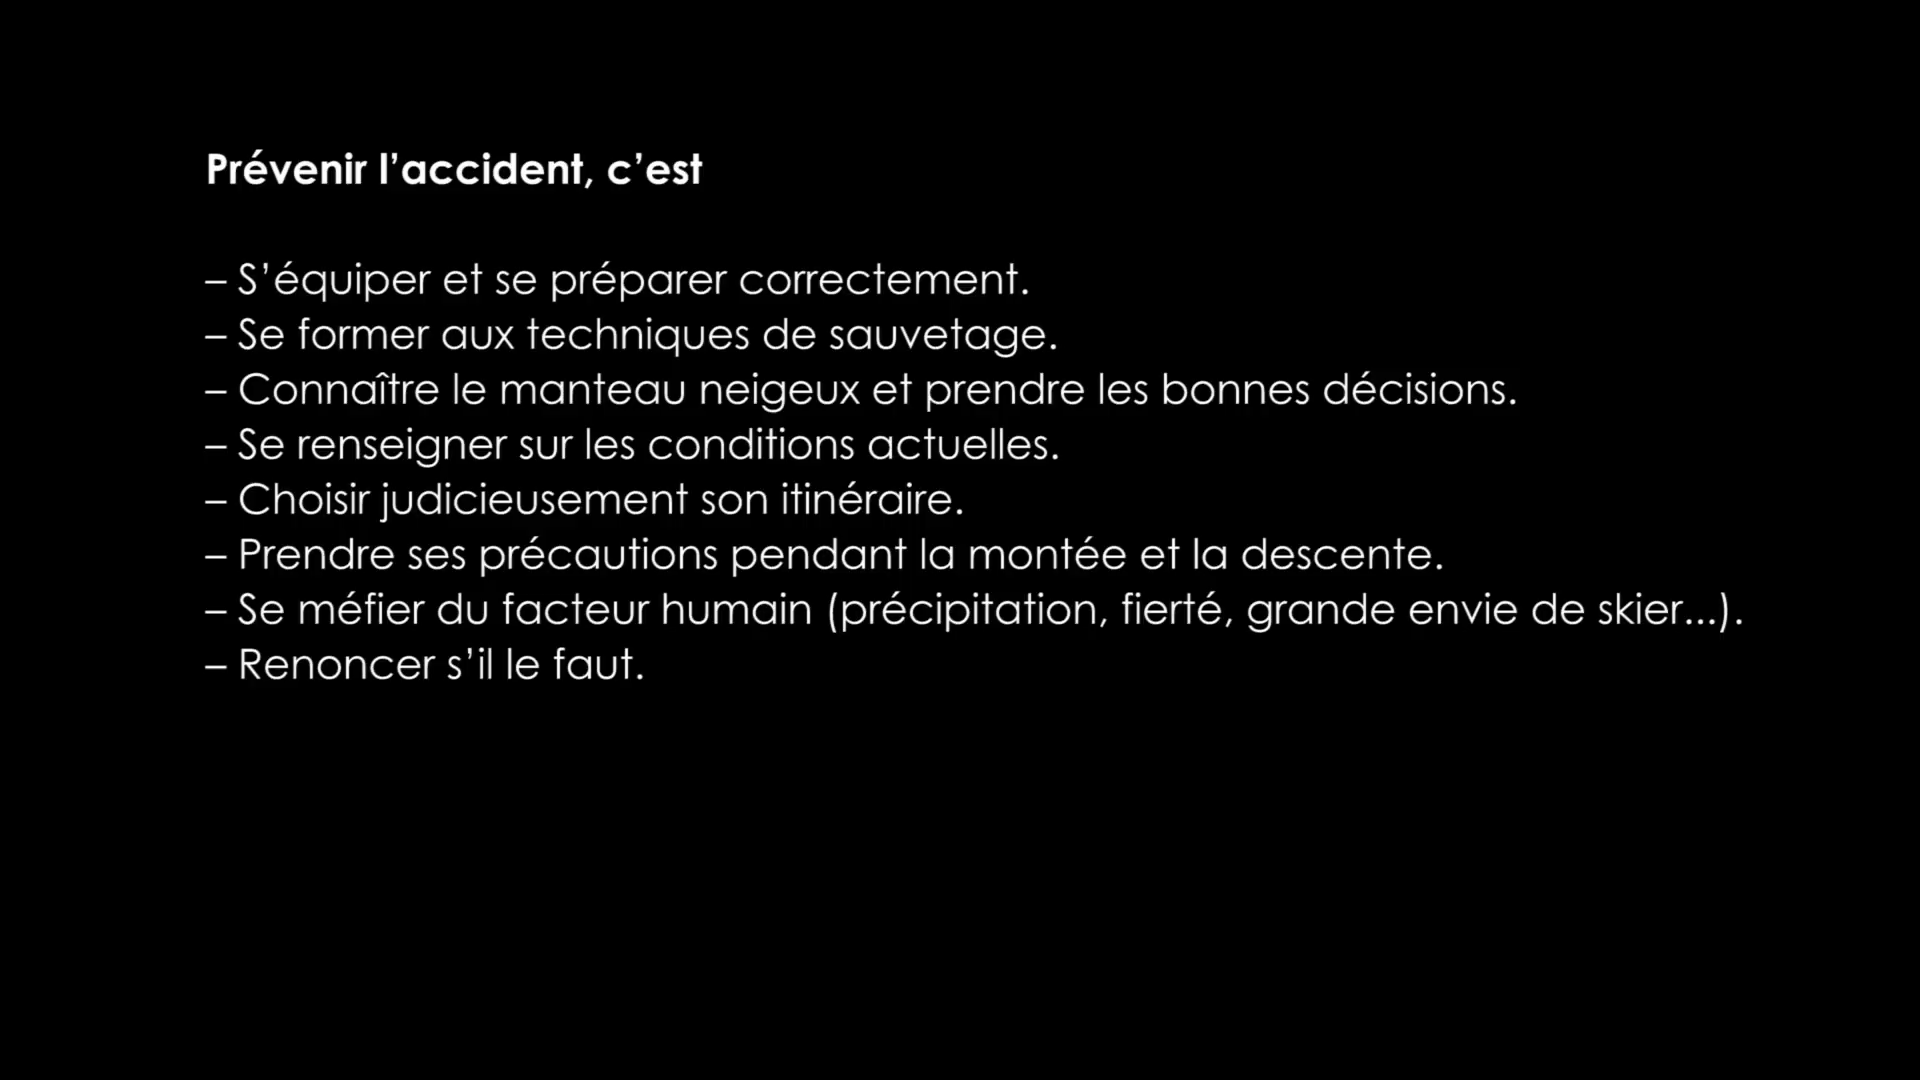 Prévenir l’accident, c’est
– S’équiper et se préparer correctement.
– Se former aux techniques de sauvetage.
– Connaître le manteau neigeux et prendre les bonnes décisions.
– Se renseigner sur les conditions actuelles.
– Choisir judicieusement son itinéraire.
– Prendre ses précautions pendant la montée et la descente.
– Se méfier du facteur humain (précipitation, fierté, grande envie de skier...).
– Renoncer s’il le faut.